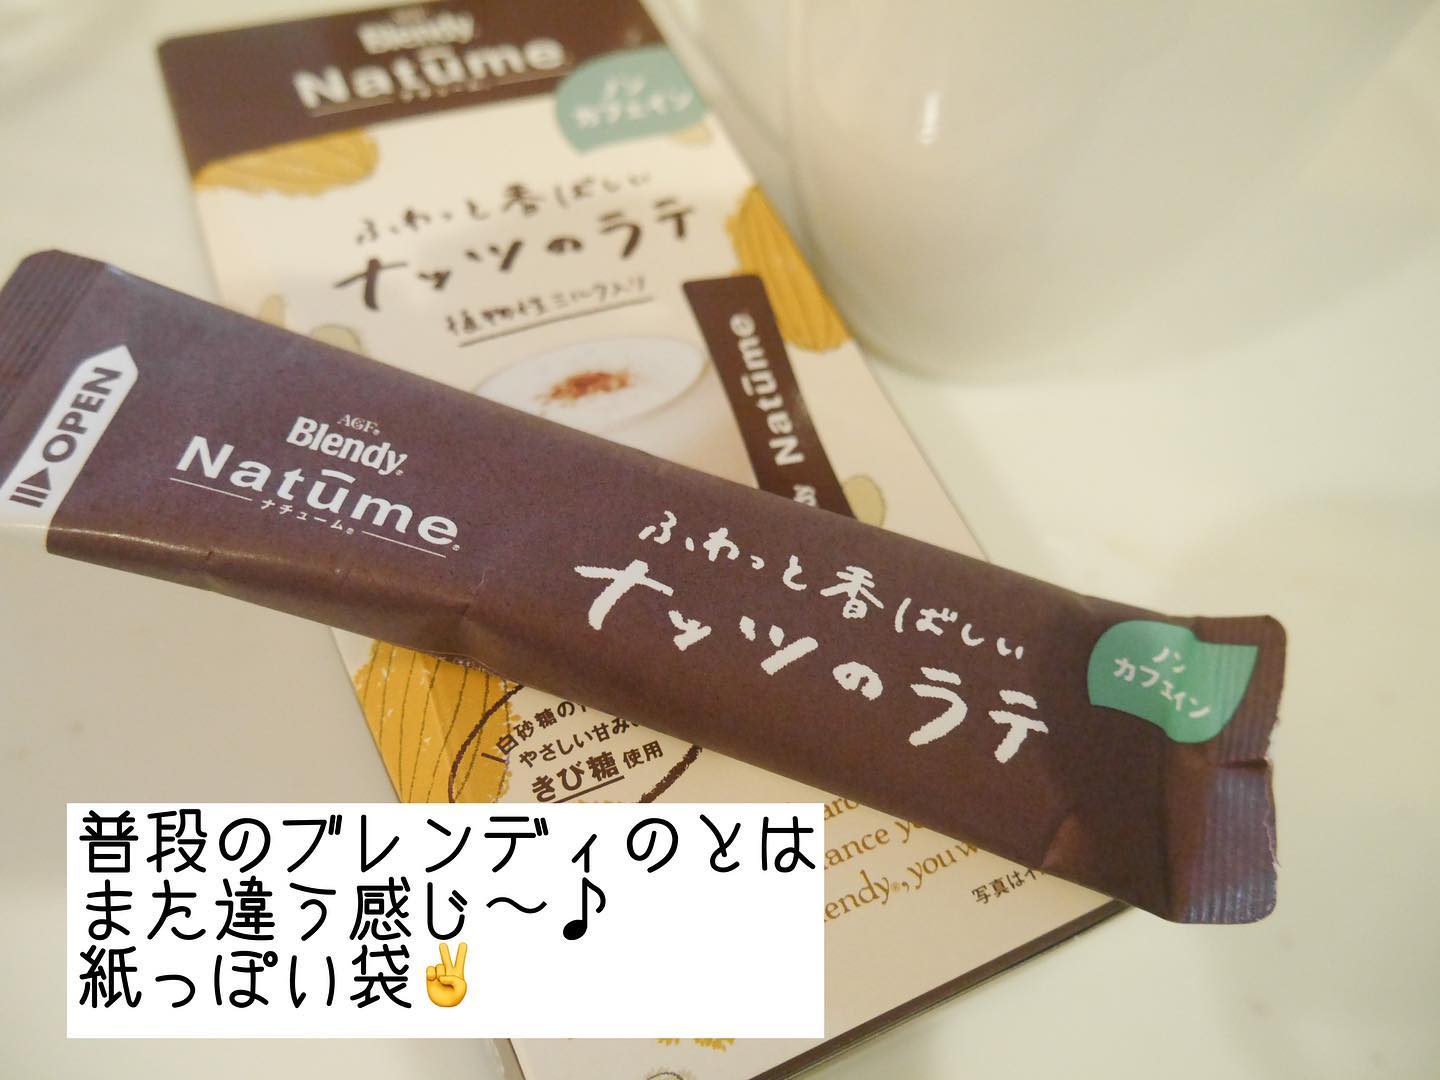 Blendy
Natūme
ノン
カフェイン
ふわっと香ばしい
ナッツのラテ
植物性ミルク入り
Natūme
OPEN
AGF®
Blendy®
Natūme®
ナチューム®
ふわっと香ばしい
ナッツのラテ
ノン
カフェイン
白砂糖の
やさしい甘み
きび糖使用
ance
endy®, you w
写真はイ
普段のブレンディのとは
また違う感じ〜♪
紙っぽい袋✌️